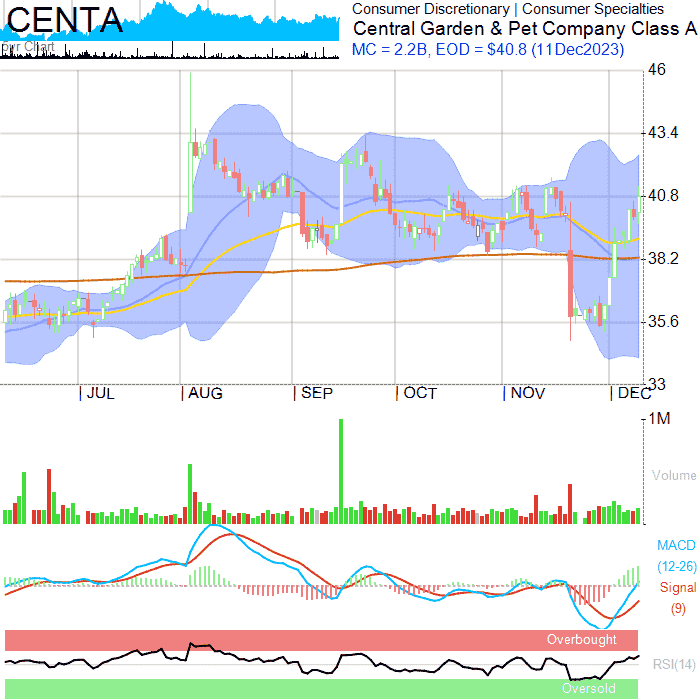 CENTA
Consumer Discretionary | Consumer Specialties
Central Garden & Pet Company Class A
MC = 2.2B, EOD = $40.8 (11Dec2023)
5yr Chart
46
43.4
40.8
38.2
35.6
33
JUL
AUG
SEP
OCT
NOV
DEC
1M
Volume
MACD
(12-26)
Signal
(9)
Overbought
RSI(14)
Oversold